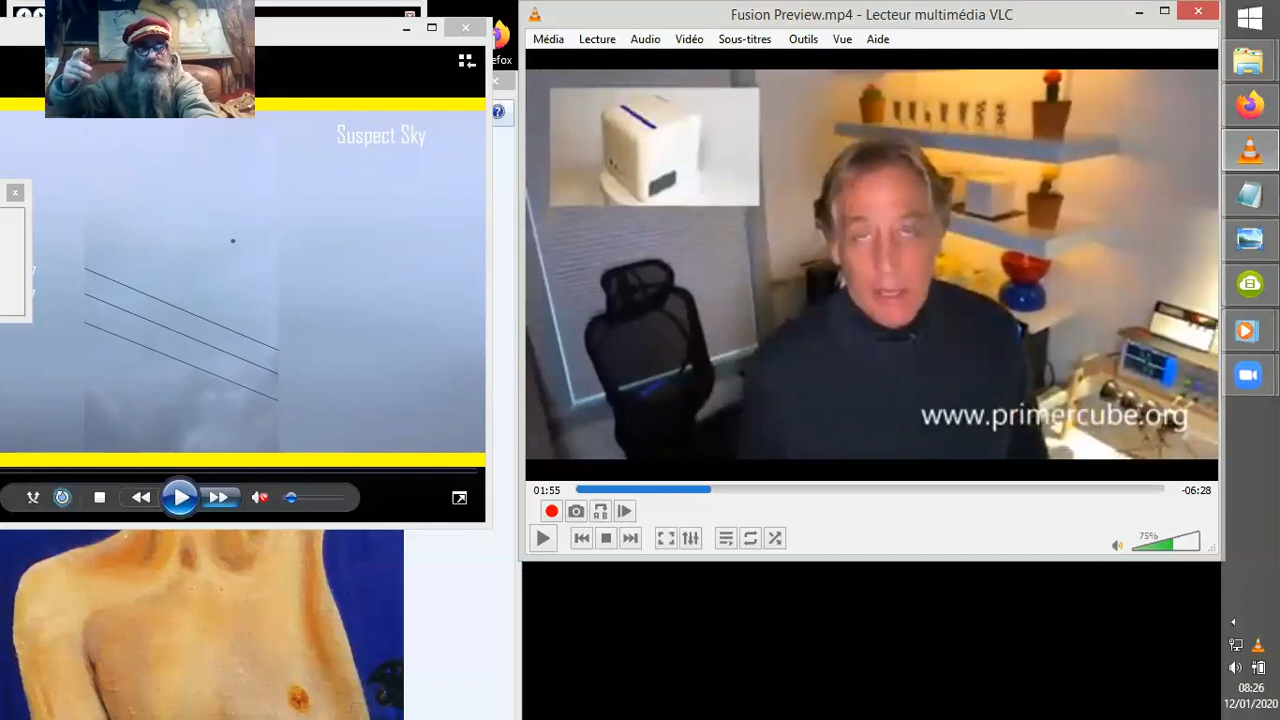 Suspect Sky
Fusion Preview.mp4 - Lecteur multimédia VLC
Média Lecture Audio Vidéo Sous-titres Outils Vue Aide
efox
www.primercube.org
01:55
-06:28
75%
08:26
12/01/2020